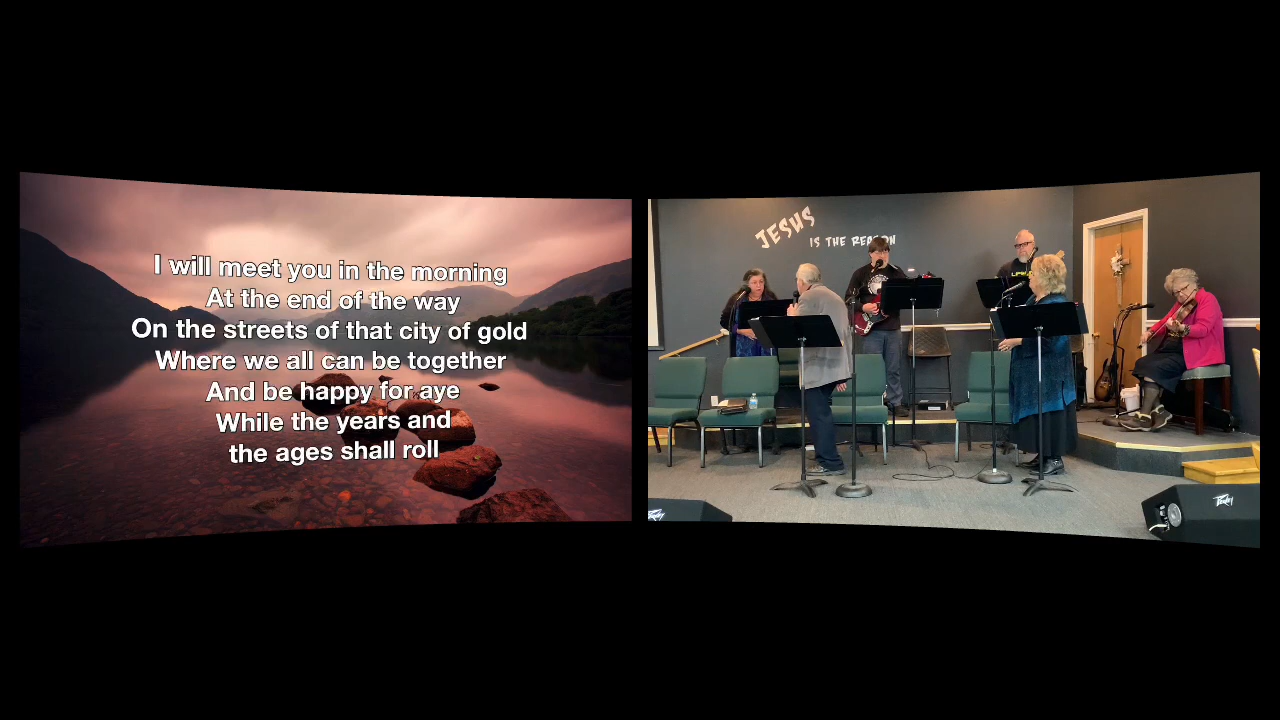 I will meet you in the morning
At the end of the way
On the streets of that city of gold
Where we all can be together
And be happy for aye
While the years and
the ages shall roll
JESUS
IS THE REASON
Peavey
Peavey